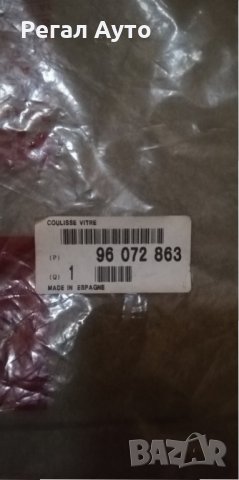 Регал Ауто
COULISSE VITRE
(P) 96 072 863
(Q) 1
MADE IN ESPAGNE
BAZAR